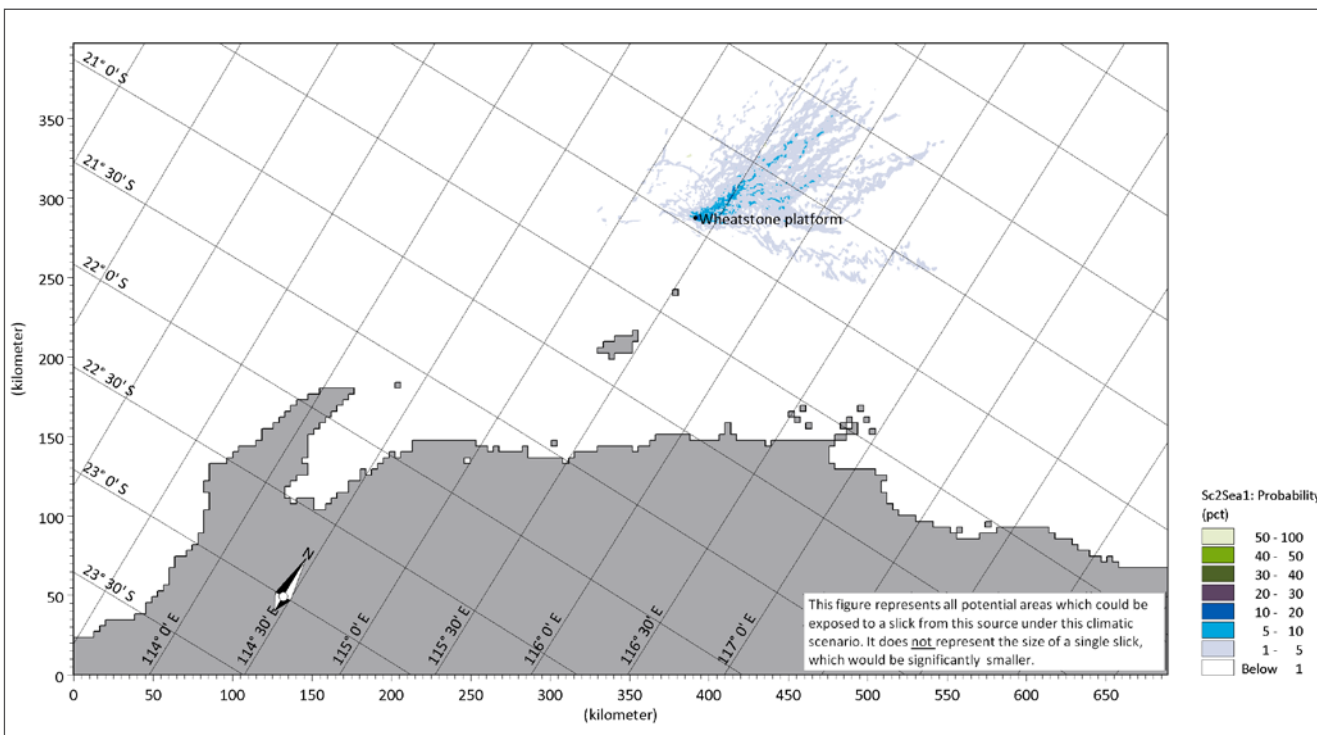 21° 0' S
21° 30' S
22° 0' S
22° 30' S
23° 0' S
23° 30' S
350
300
250
200
150
100
50
0
(kilometer)
Wheatstone platform
N
114° 0' E
114° 30' E
115° 0' E
115° 30' E
116° 0' E
116° 30' E
117° 0' E
0 50 100 150 200 250 300 350 400 450 500 550 600 650
(kilometer)
This figure represents all potential areas which could be
exposed to a slick from this source under this climatic
scenario. It does not represent the size of a single slick,
which would be significantly smaller.
Sc2Sea1: Probability
(pct)
50 - 100
40 - 50
30 - 40
20 - 30
10 - 20
5 - 10
1 - 5
Below 1